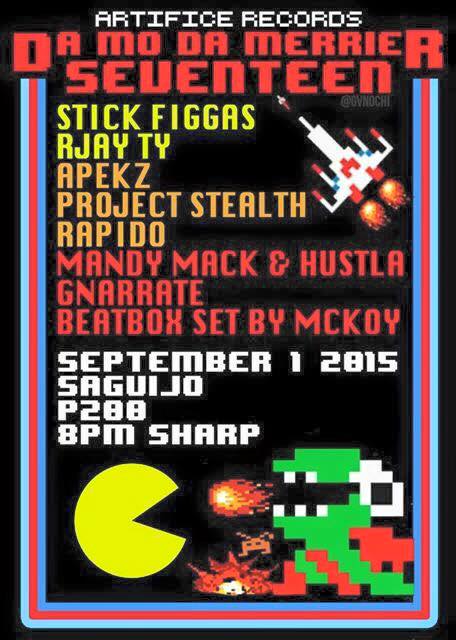 ARTIFICE RECORDS
DA MO DA MERRIER
SEVENTEEN
@GVNOCHI
STICK FIGGAS
RJAY TY
APEKZ
PROJECT STEALTH
RAPIDO
MANDY MACK & HUSTLA
GNARRATE
BEATBOX SET BY MCKOY
SEPTEMBER 1 2015
SAGUIJO
P200
8PM SHARP